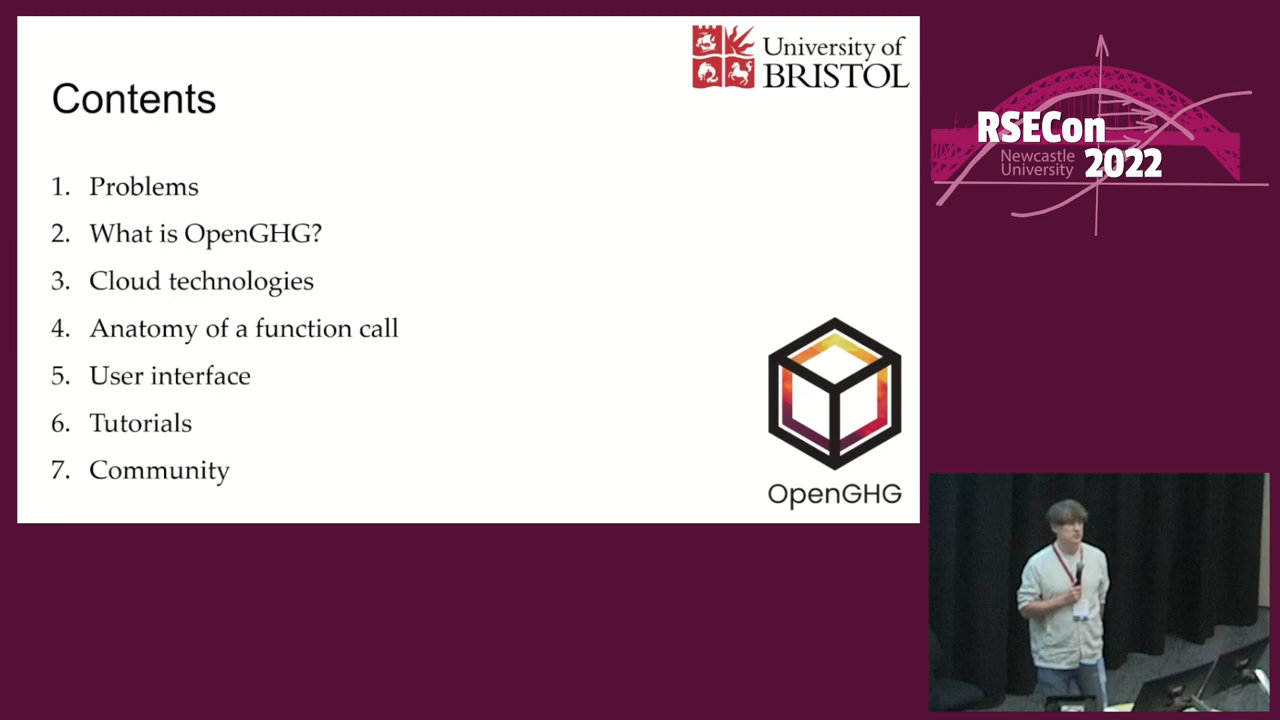 University of
BRISTOL
Contents
1. Problems
2. What is OpenGHG?
3. Cloud technologies
4. Anatomy of a function call
5. User interface
6. Tutorials
7. Community
OpenGHG
RSECon
Newcastle
University
2022